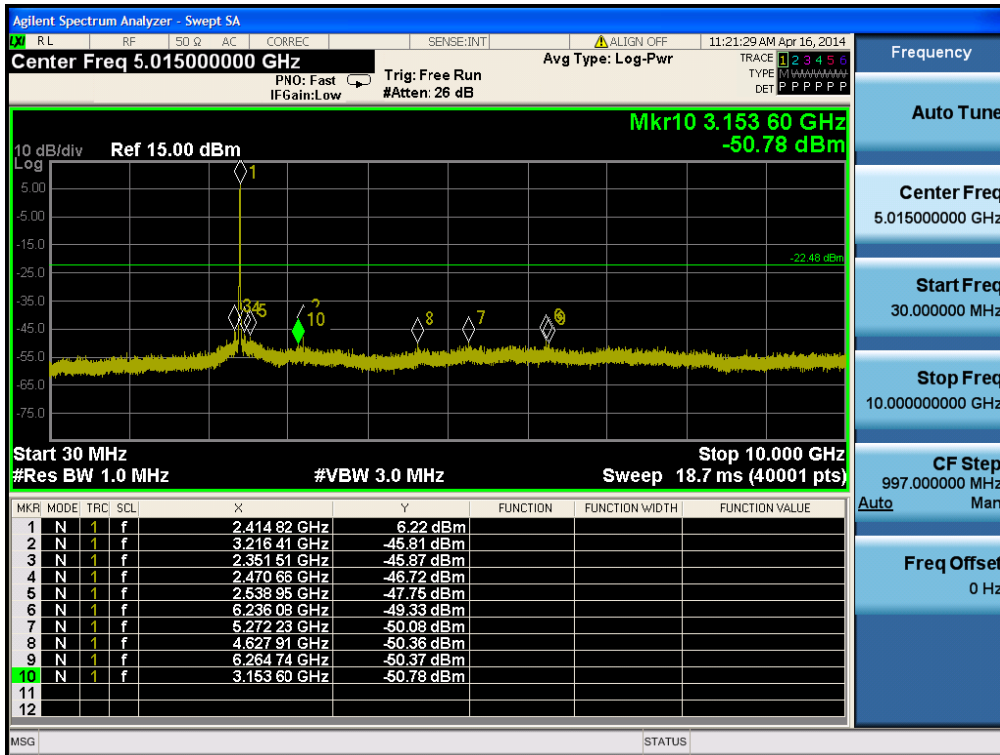 Agilent Spectrum Analyzer - Swept SA
LXI RL RF 50 Ω AC CORREC SENSE:INT ALIGN OFF 11:21:29 AM Apr 16, 2014
Center Freq 5.015000000 GHz
PNO: Fast
IFGain:Low
Trig: Free Run
#Atten: 26 dB
Avg Type: Log-Pwr
TRACE 1 2 3 4 5 6
TYPE M
DET P P P P P P
Mkr10 3.153 60 GHz
-50.78 dBm
10 dB/div Ref 15.00 dBm
Log
5.00
-5.00
-15.0
-25.0
-35.0
-45.0
-55.0
-65.0
-75.0
-22.48 dBm
1
3 4 5
10
8
7
Start 30 MHz Stop 10.000 GHz
#Res BW 1.0 MHz #VBW 3.0 MHz Sweep 18.7 ms (40001 pts)
MKR MODE TRC SCL X Y FUNCTION FUNCTION WIDTH FUNCTION VALUE
1 N 1 f 2.414 82 GHz 6.22 dBm
2 N 1 f 3.216 41 GHz -45.81 dBm
3 N 1 f 2.351 51 GHz -45.87 dBm
4 N 1 f 2.470 66 GHz -46.72 dBm
5 N 1 f 2.538 95 GHz -47.75 dBm
6 N 1 f 6.236 08 GHz -49.33 dBm
7 N 1 f 5.272 23 GHz -50.08 dBm
8 N 1 f 4.627 91 GHz -50.36 dBm
9 N 1 f 6.264 74 GHz -50.37 dBm
10 N 1 f 3.153 60 GHz -50.78 dBm
11
12
MSG STATUS
Frequency
Auto Tune
Center Freq
5.015000000 GHz
Start Freq
30.000000 MHz
Stop Freq
10.000000000 GHz
CF Step
997.000000 MHz
Auto Man
Freq Offset
0 Hz